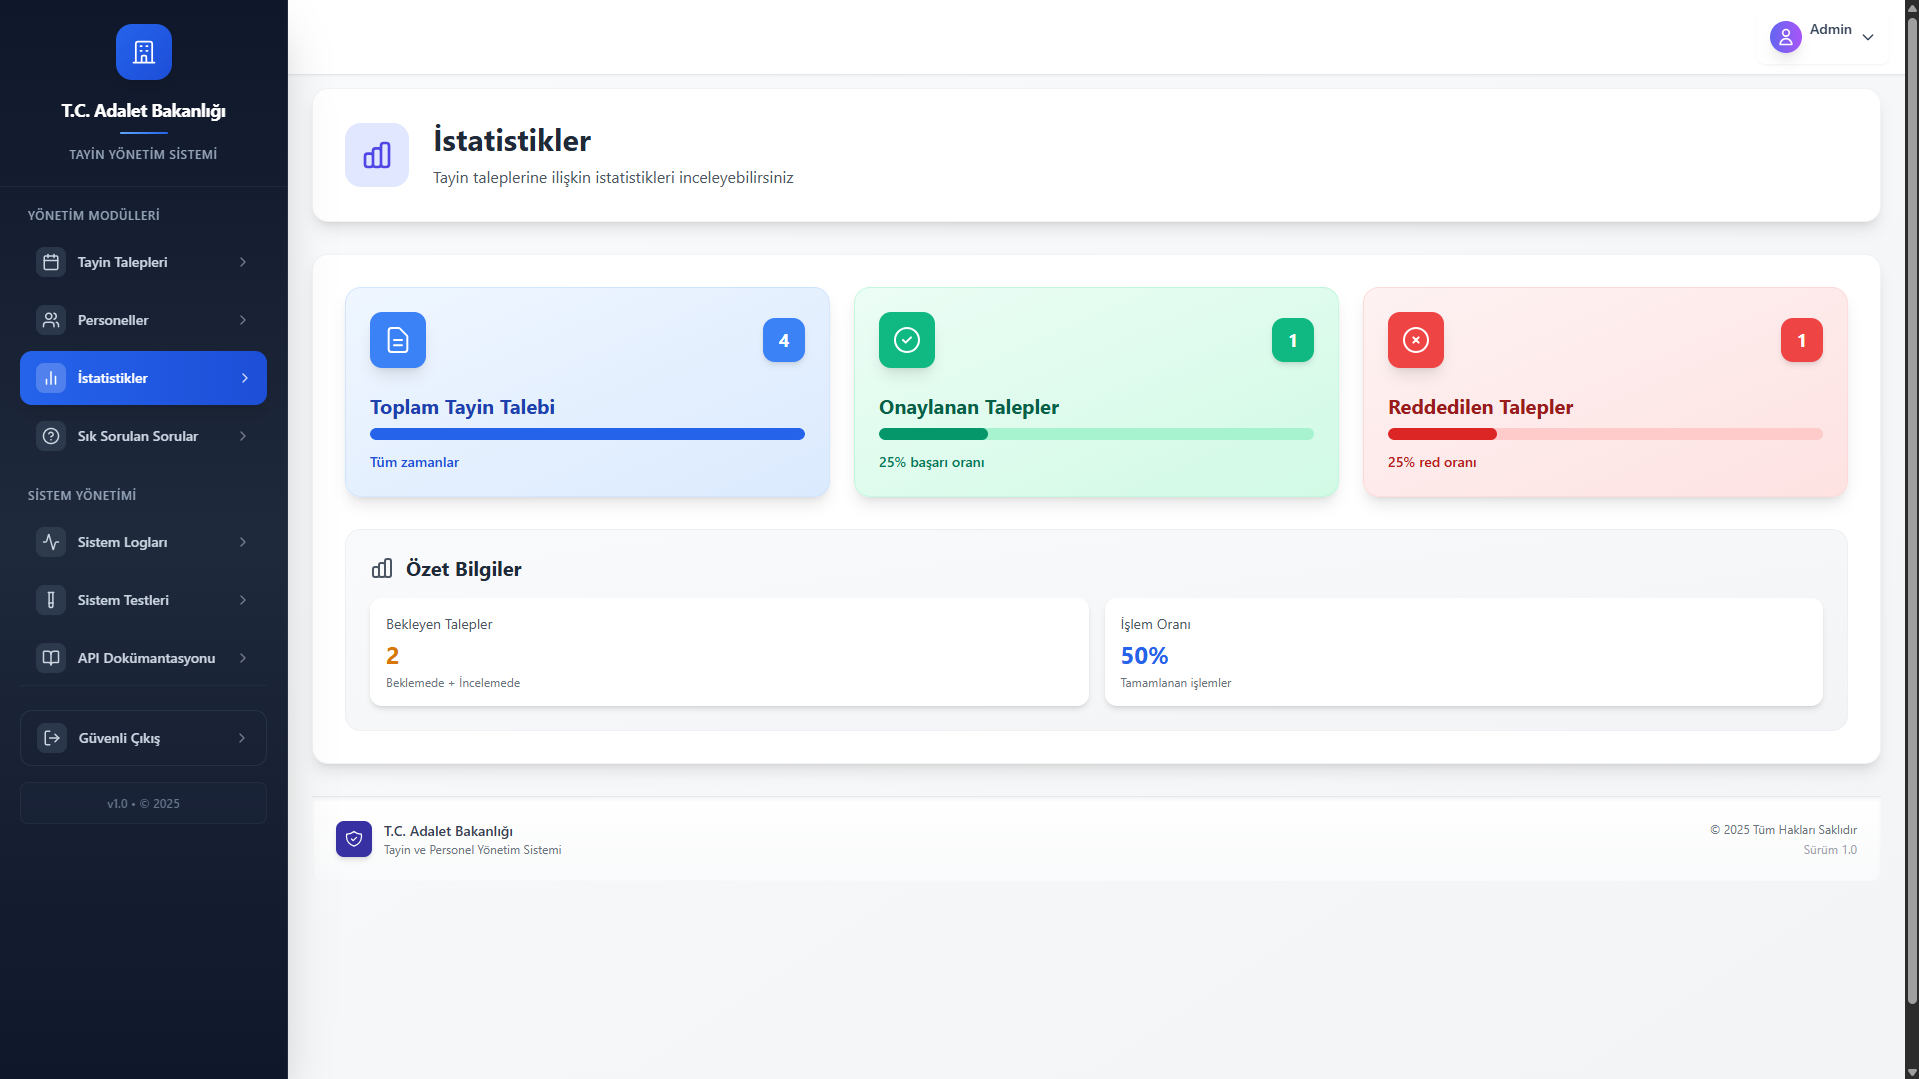 T.C. Adalet Bakanlığı
TAYİN YÖNETİM SİSTEMİ
YÖNETİM MODÜLLERİ
Tayin Talepleri
Personeller
İstatistikler
Sık Sorulan Sorular
SİSTEM YÖNETİMİ
Sistem Logları
Sistem Testleri
API Dokümantasyonu
Güvenli Çıkış
v1.0 • © 2025
Admin
İstatistikler
Tayin taleplerine ilişkin istatistikleri inceleyebilirsiniz
4
Toplam Tayin Talebi
Tüm zamanlar
1
Onaylanan Talepler
25% başarı oranı
1
Reddedilen Talepler
25% red oranı
Özet Bilgiler
Bekleyen Talepler
2
Beklemede + İncelemede
İşlem Oranı
50%
Tamamlanan işlemler
T.C. Adalet Bakanlığı
Tayin ve Personel Yönetim Sistemi
© 2025 Tüm Hakları Saklıdır
Sürüm 1.0